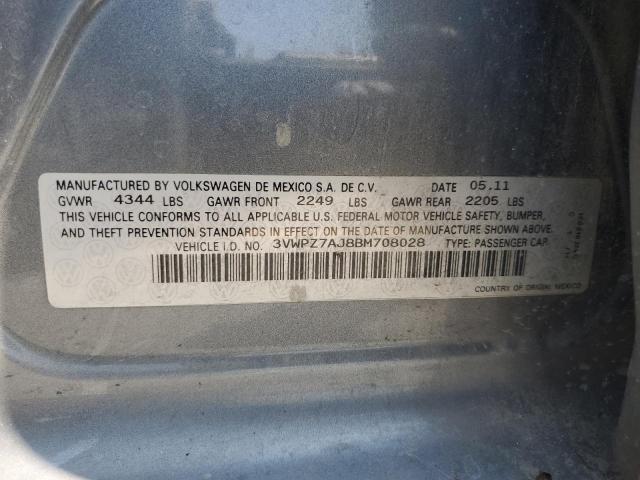 MANUFACTURED BY VOLKSWAGEN DE MEXICO S.A. DE C.V. DATE 05.11
GVWR 4344 LBS GAWR FRONT 2249 LBS GAWR REAR 2205 LBS
THIS VEHICLE CONFORMS TO ALL APPLICABLE U.S. FEDERAL MOTOR VEHICLE SAFETY, BUMPER,
AND THEFT PREVENTION STANDARDS IN EFFECT ON THE DATE OF MANUFACTURE SHOWN ABOVE.
VEHICLE I.D. NO. 3VWPZ7AJ8BM708028 TYPE: PASSENGER CAR
COUNTRY OF ORIGIN: MEXICO